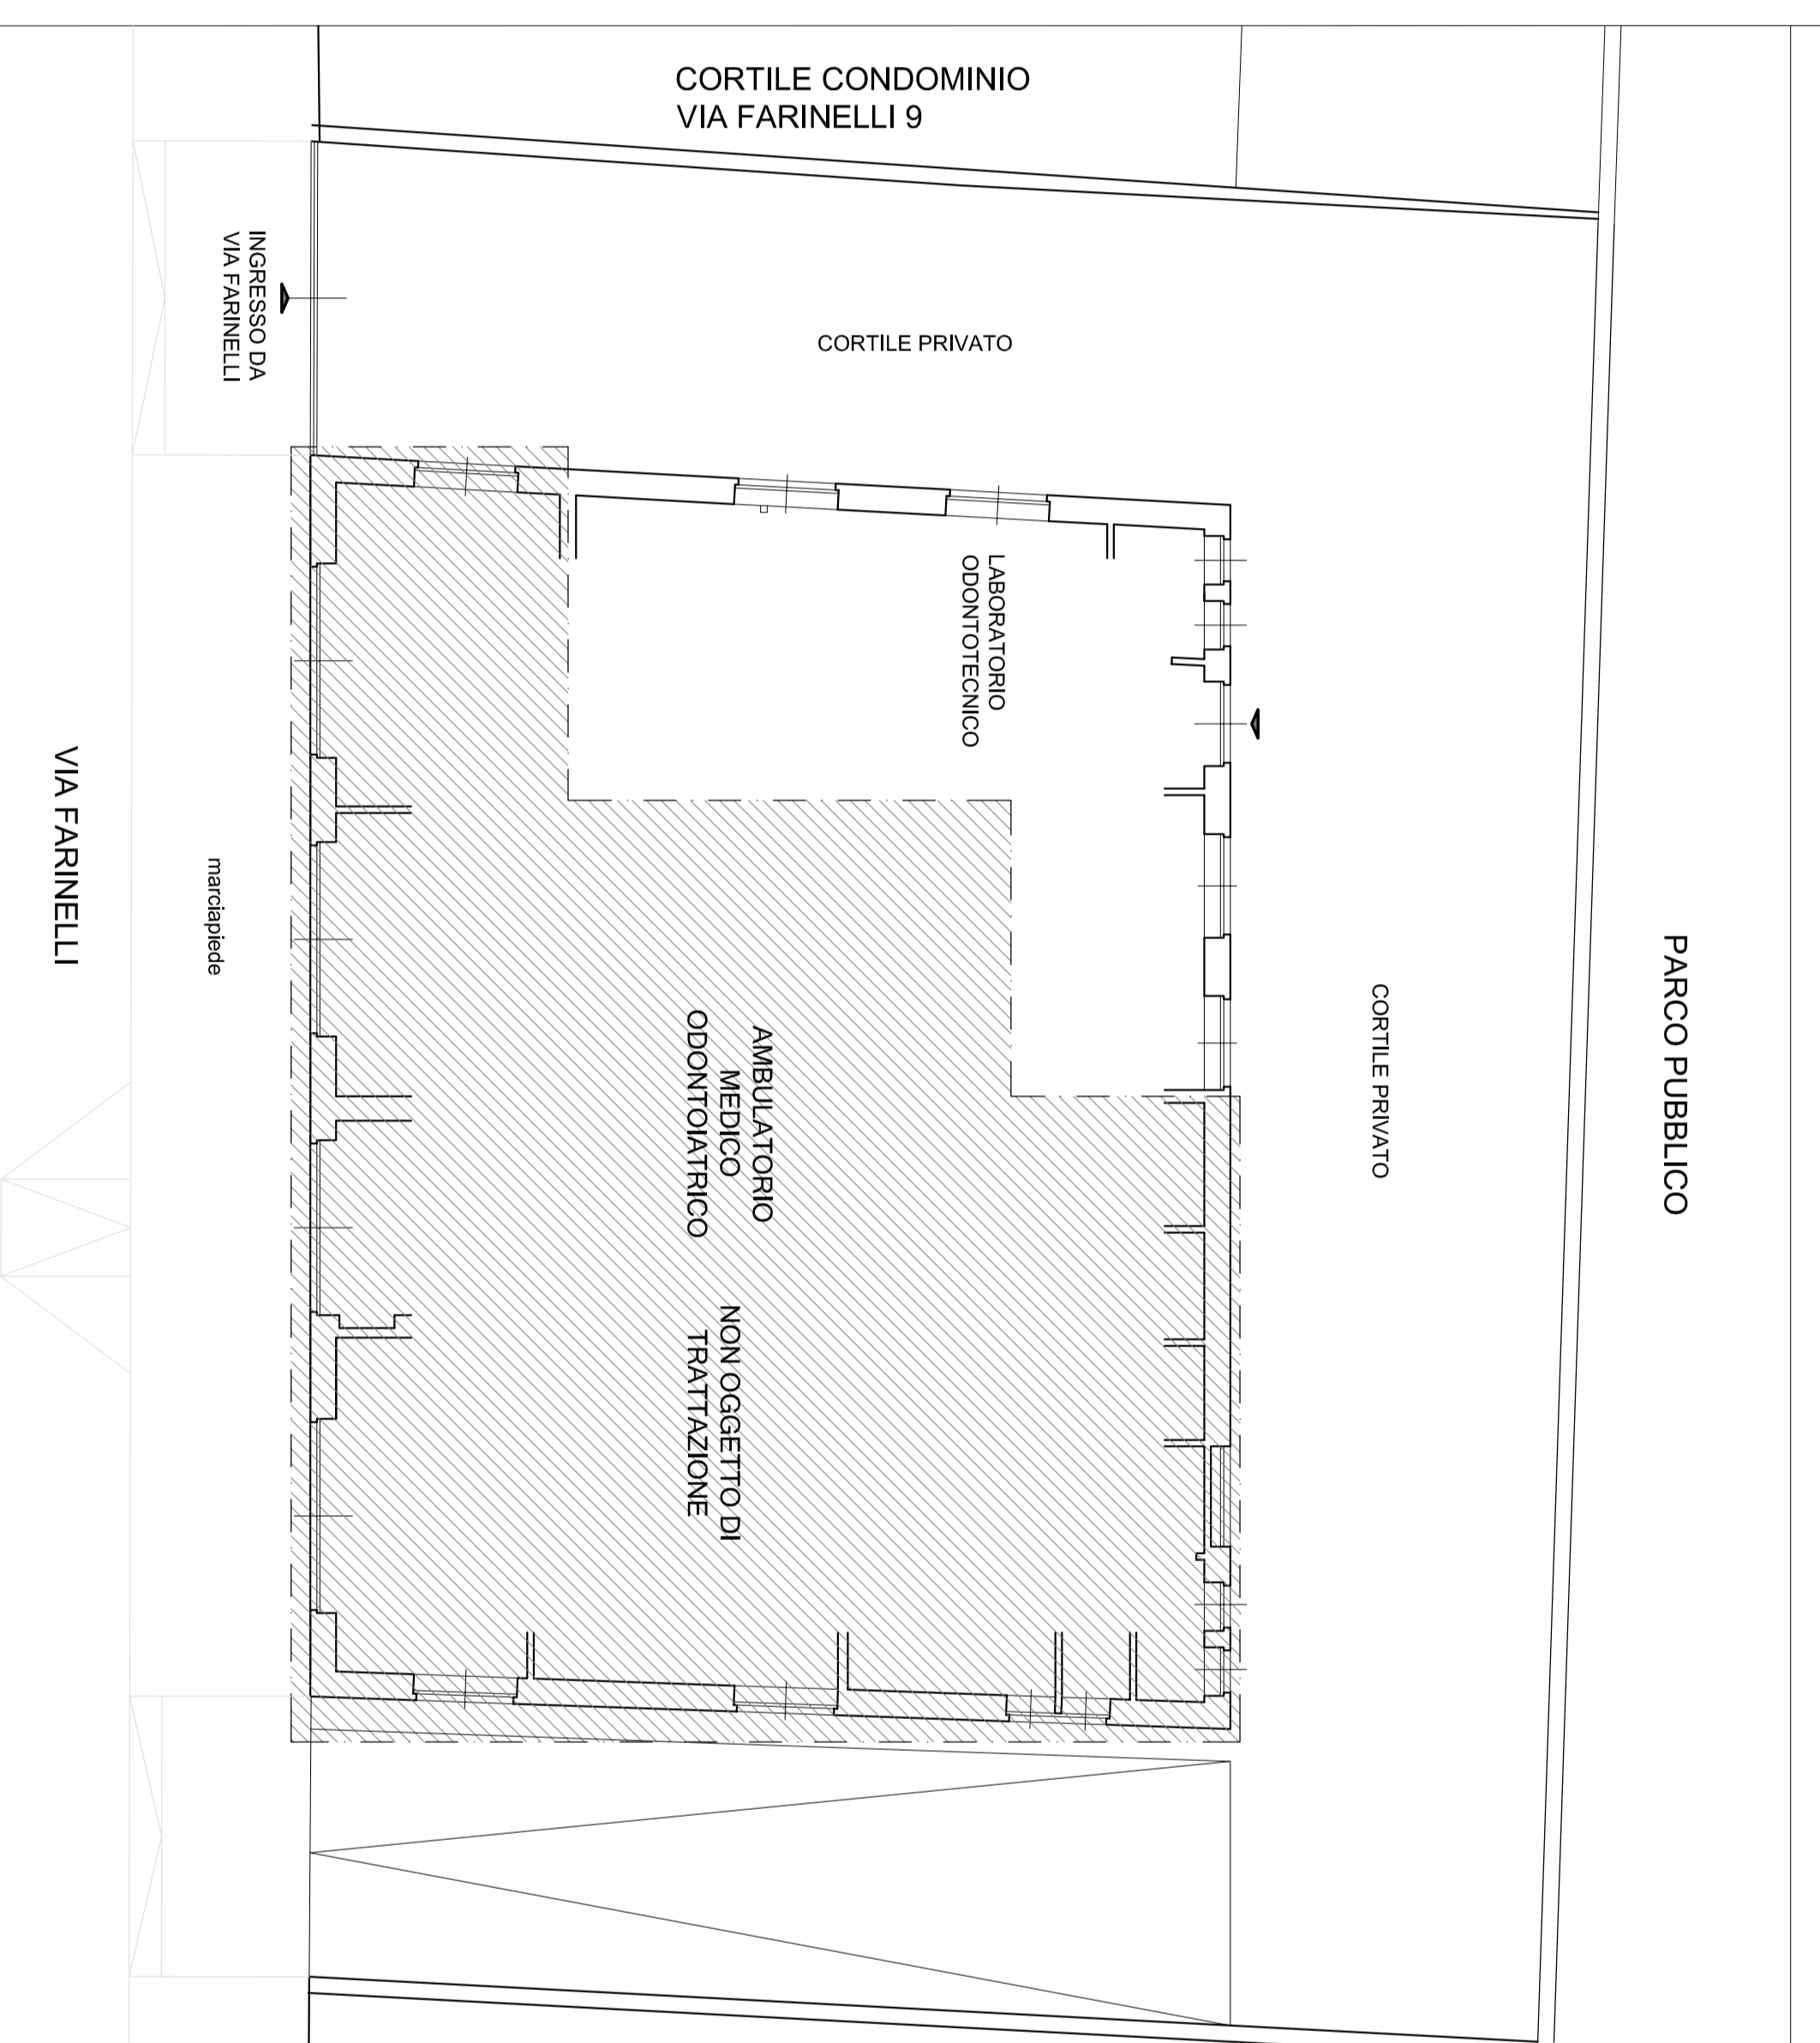 CORTILE CONDOMINIO
VIA FARINELLI 9
INGRESSO DA
VIA FARINELLI
CORTILE PRIVATO
LABORATORIO
ODONTOTECNICO
VIA FARINELLI
marciapiede
AMBULATORIO
MEDICO
ODONTOIATRICO
NON OGGETTO DI
TRATTAZIONE
CORTILE PRIVATO
PARCO PUBBLICO